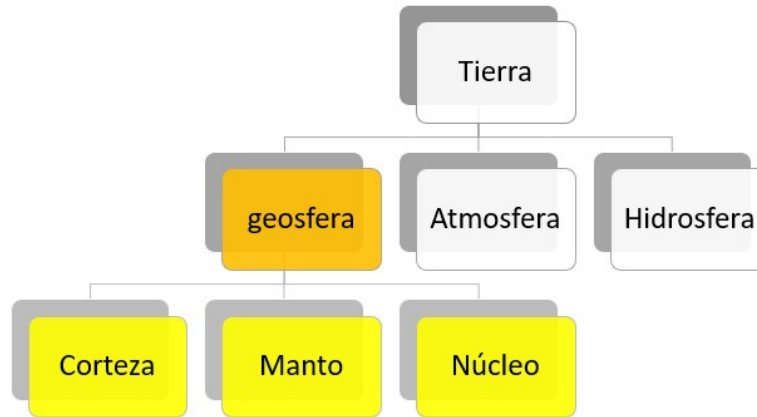 Tierra
geosfera
Atmosfera
Hidrosfera
Corteza
Manto
Núcleo